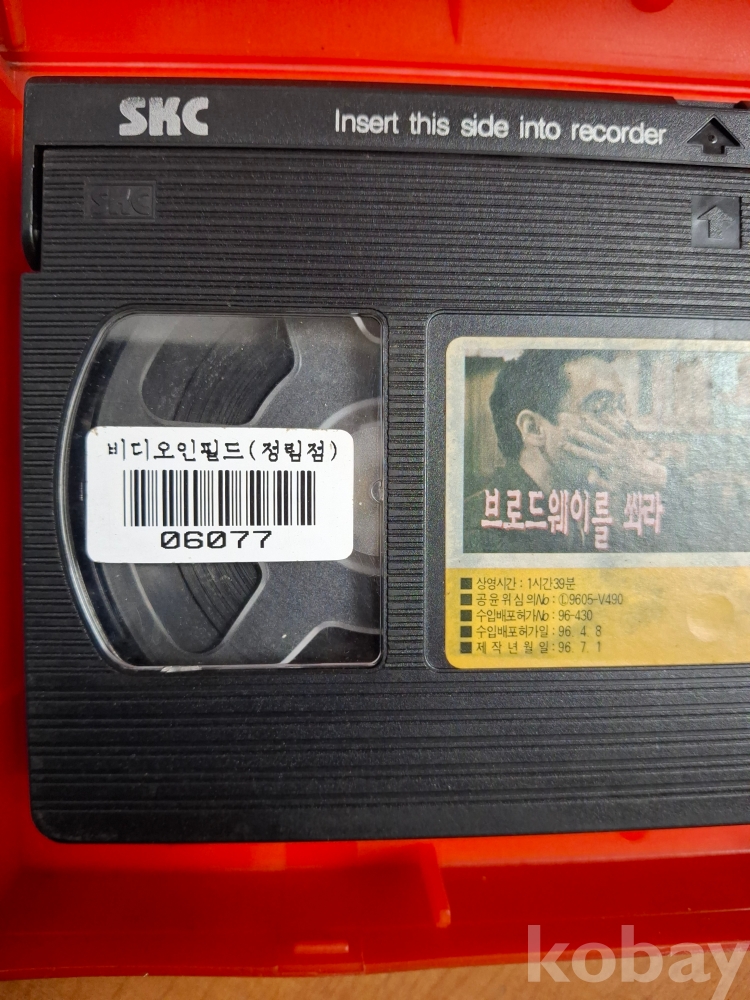 SKC Insert this side into recorder
SKC
비디오인필드(정림점)
06077
브로드웨이를 쏴라
■ 상영시간 : 1시간39분
■ 공윤위심의No : Ⓛ9605-V490
■ 수입배포허가No : 96-430
■ 수입배포허가일 : 96. 4. 8
■ 제작년월일 : 96. 7. 1
kobay